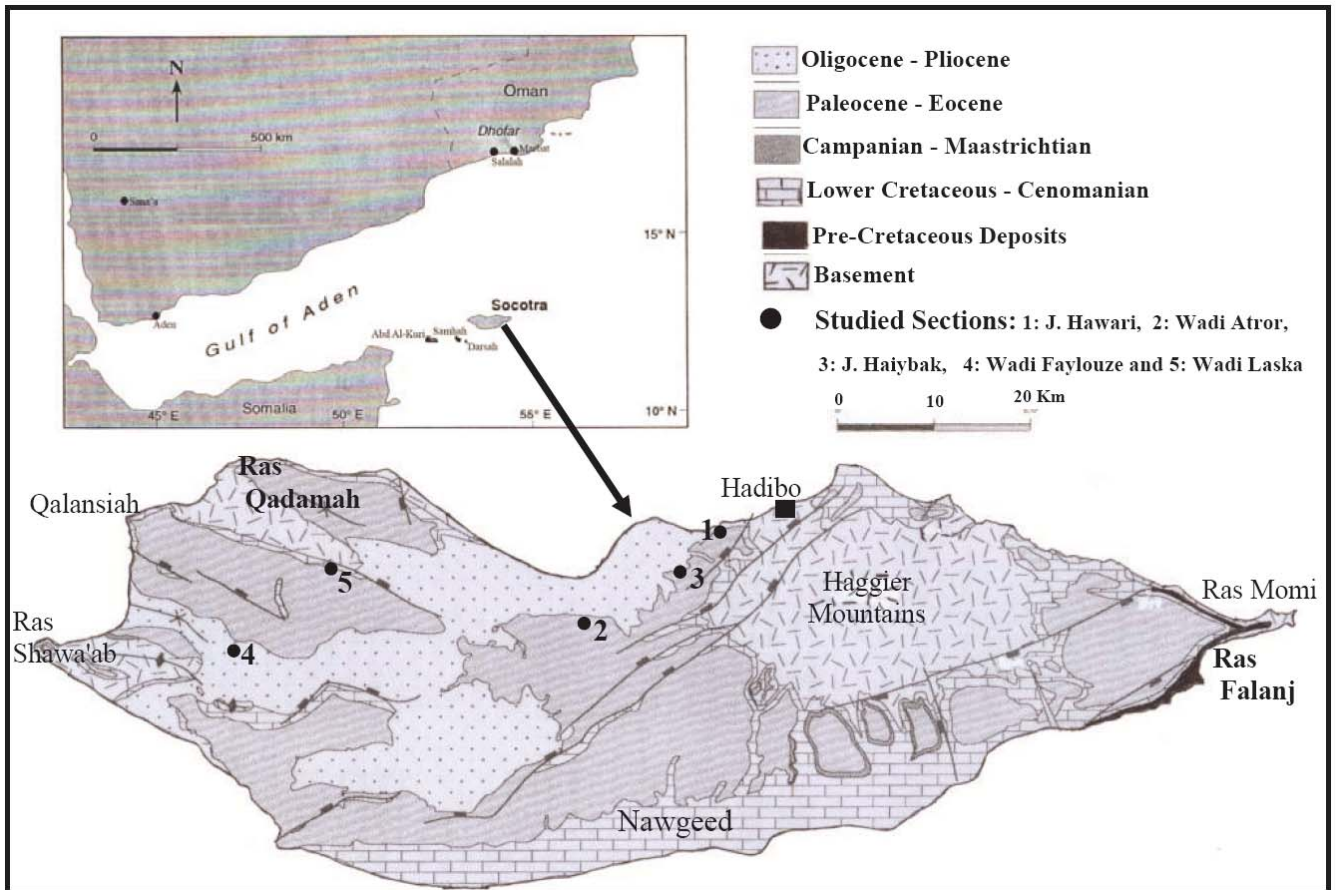 N
0 500 km
Oman
Dhofar
Marbat
Salalah
Sana'a
15° N
Gulf of Aden
Aden
Socotra
Abd Al-Kuri
Samhah
Darsah
Somalia
45° E
50° E
55° E
10° N
Oligocene - Pliocene
Paleocene - Eocene
Campanian - Maastrichtian
Lower Cretaceous - Cenomanian
Pre-Cretaceous Deposits
Basement
Studied Sections: 1: J. Hawari, 2: Wadi Atror,
3: J. Haiybak, 4: Wadi Faylouze and 5: Wadi Laska
0 10 20 Km
Ras
Qadamah
Qalansiah
Hadibo
1
3
5
2
4
Haggier
Mountains
Ras Momi
Ras
Shawa'ab
Ras
Falanj
Nawgeed